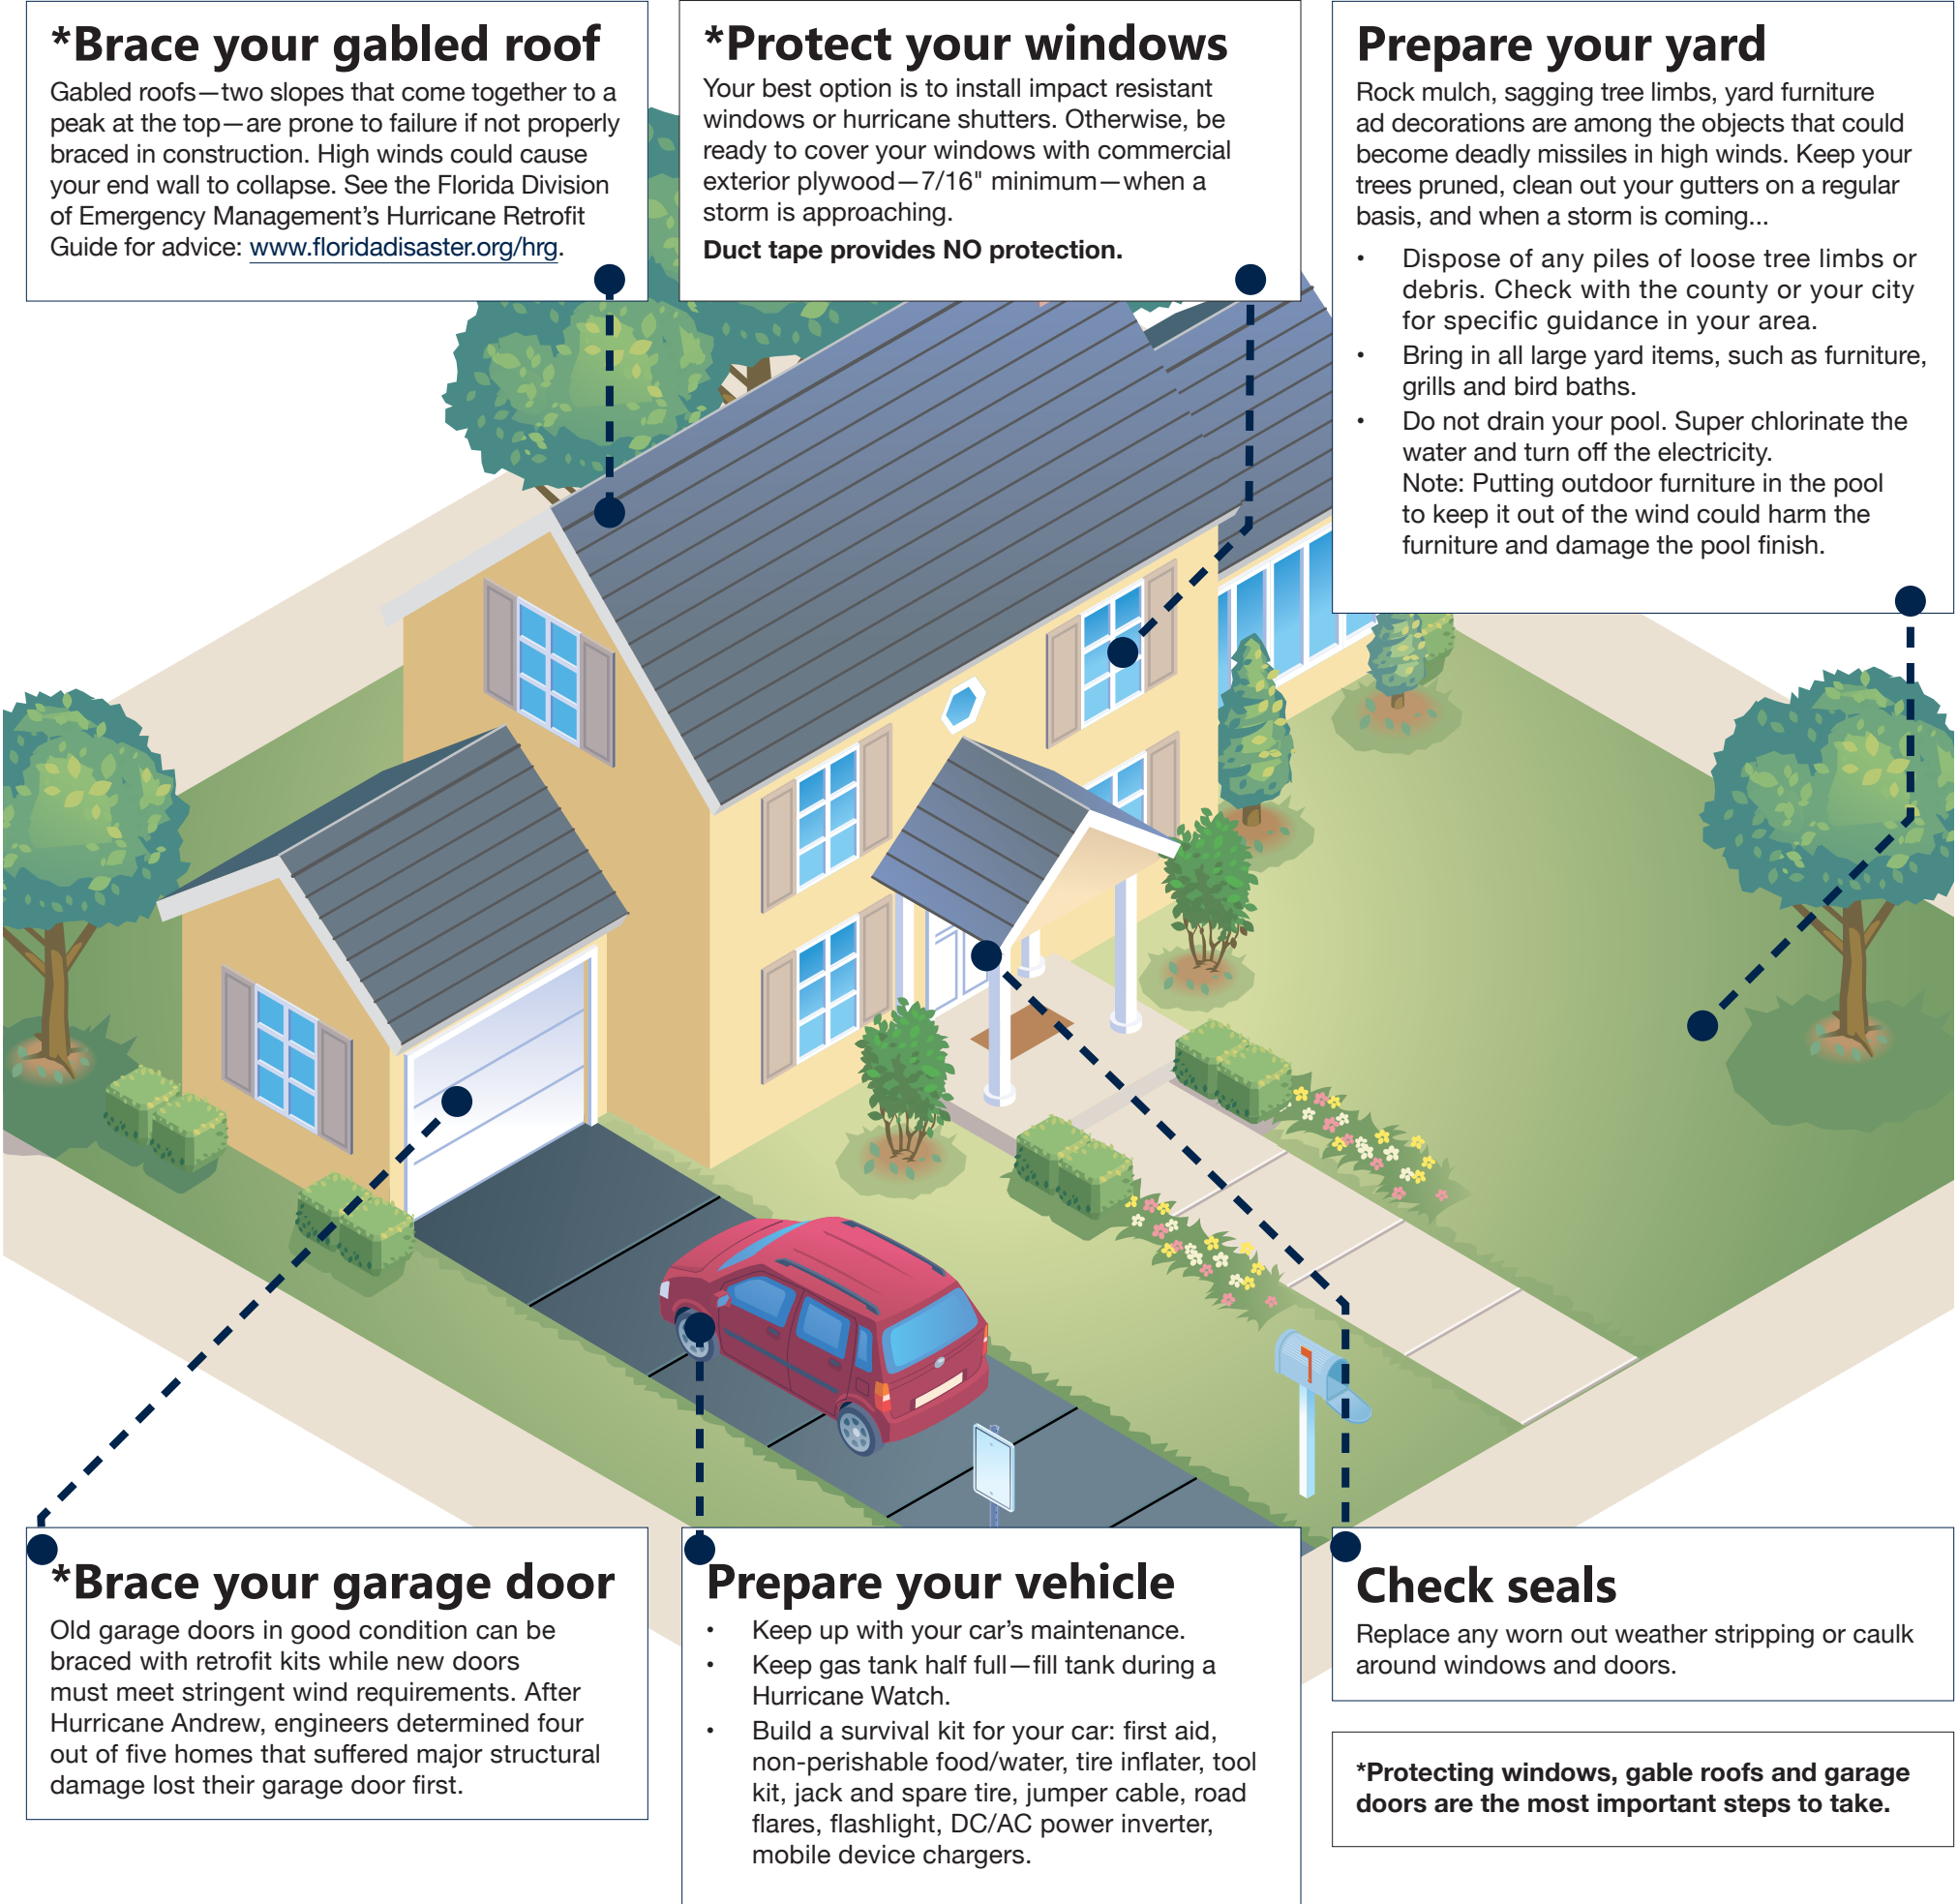 *Brace your gabled roof
Gabled roofs—two slopes that come together to a
peak at the top—are prone to failure if not properly
braced in construction. High winds could cause
your end wall to collapse. See the Florida Division
of Emergency Management's Hurricane Retrofit
Guide for advice: www.floridadisaster.org/hrg.
*Protect your windows
Your best option is to install impact resistant
windows or hurricane shutters. Otherwise, be
ready to cover your windows with commercial
exterior plywood—7/16" minimum—when a
storm is approaching.
Duct tape provides NO protection.
Prepare your yard
Rock mulch, sagging tree limbs, yard furniture
ad decorations are among the objects that could
become deadly missiles in high winds. Keep your
trees pruned, clean out your gutters on a regular
basis, and when a storm is coming...
• Dispose of any piles of loose tree limbs or
debris. Check with the county or your city
for specific guidance in your area.
• Bring in all large yard items, such as furniture,
grills and bird baths.
• Do not drain your pool. Super chlorinate the
water and turn off the electricity.
Note: Putting outdoor furniture in the pool
to keep it out of the wind could harm the
furniture and damage the pool finish.
*Brace your garage door
Old garage doors in good condition can be
braced with retrofit kits while new doors
must meet stringent wind requirements. After
Hurricane Andrew, engineers determined four
out of five homes that suffered major structural
damage lost their garage door first.
Prepare your vehicle
• Keep up with your car's maintenance.
• Keep gas tank half full—fill tank during a
Hurricane Watch.
• Build a survival kit for your car: first aid,
non-perishable food/water, tire inflater, tool
kit, jack and spare tire, jumper cable, road
flares, flashlight, DC/AC power inverter,
mobile device chargers.
Check seals
Replace any worn out weather stripping or caulk
around windows and doors.
*Protecting windows, gable roofs and garage
doors are the most important steps to take.